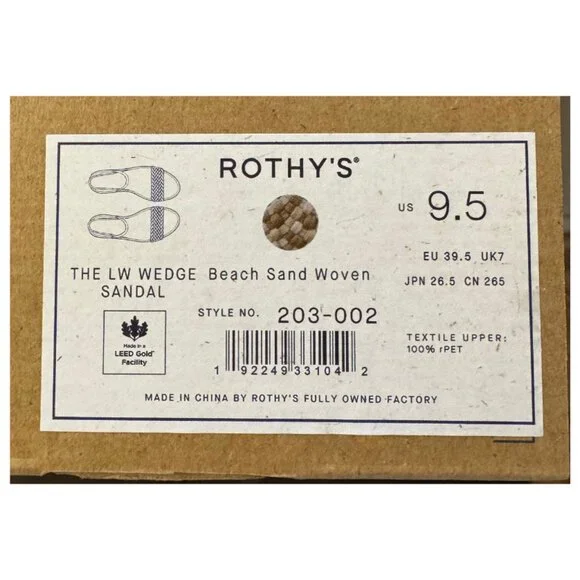 ROTHY'S®
US 9.5
EU 39.5 UK7
JPN 26.5 CN 265
THE LW WEDGE Beach Sand Woven
SANDAL
STYLE NO. 203-002
Made in a
LEED Gold®
Facility
TEXTILE UPPER:
100% rPET
1 92249 33104 2
MADE IN CHINA BY ROTHY'S FULLY OWNED FACTORY